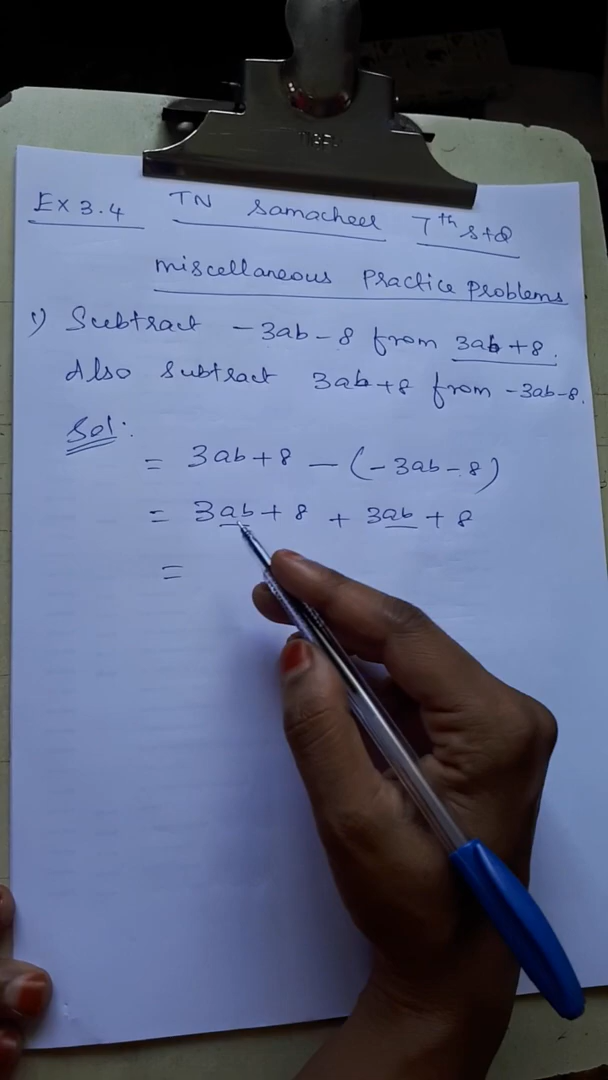 Ex 3.4 TN Samacheer 7th std
miscellaneous Practice Problems
1) Subtract -3ab-8 from 3ab+8.
Also subtract 3ab+8 from -3ab-8.
Sol:
= 3ab+8 - (-3ab-8)
= 3ab+8 + 3ab+8
=